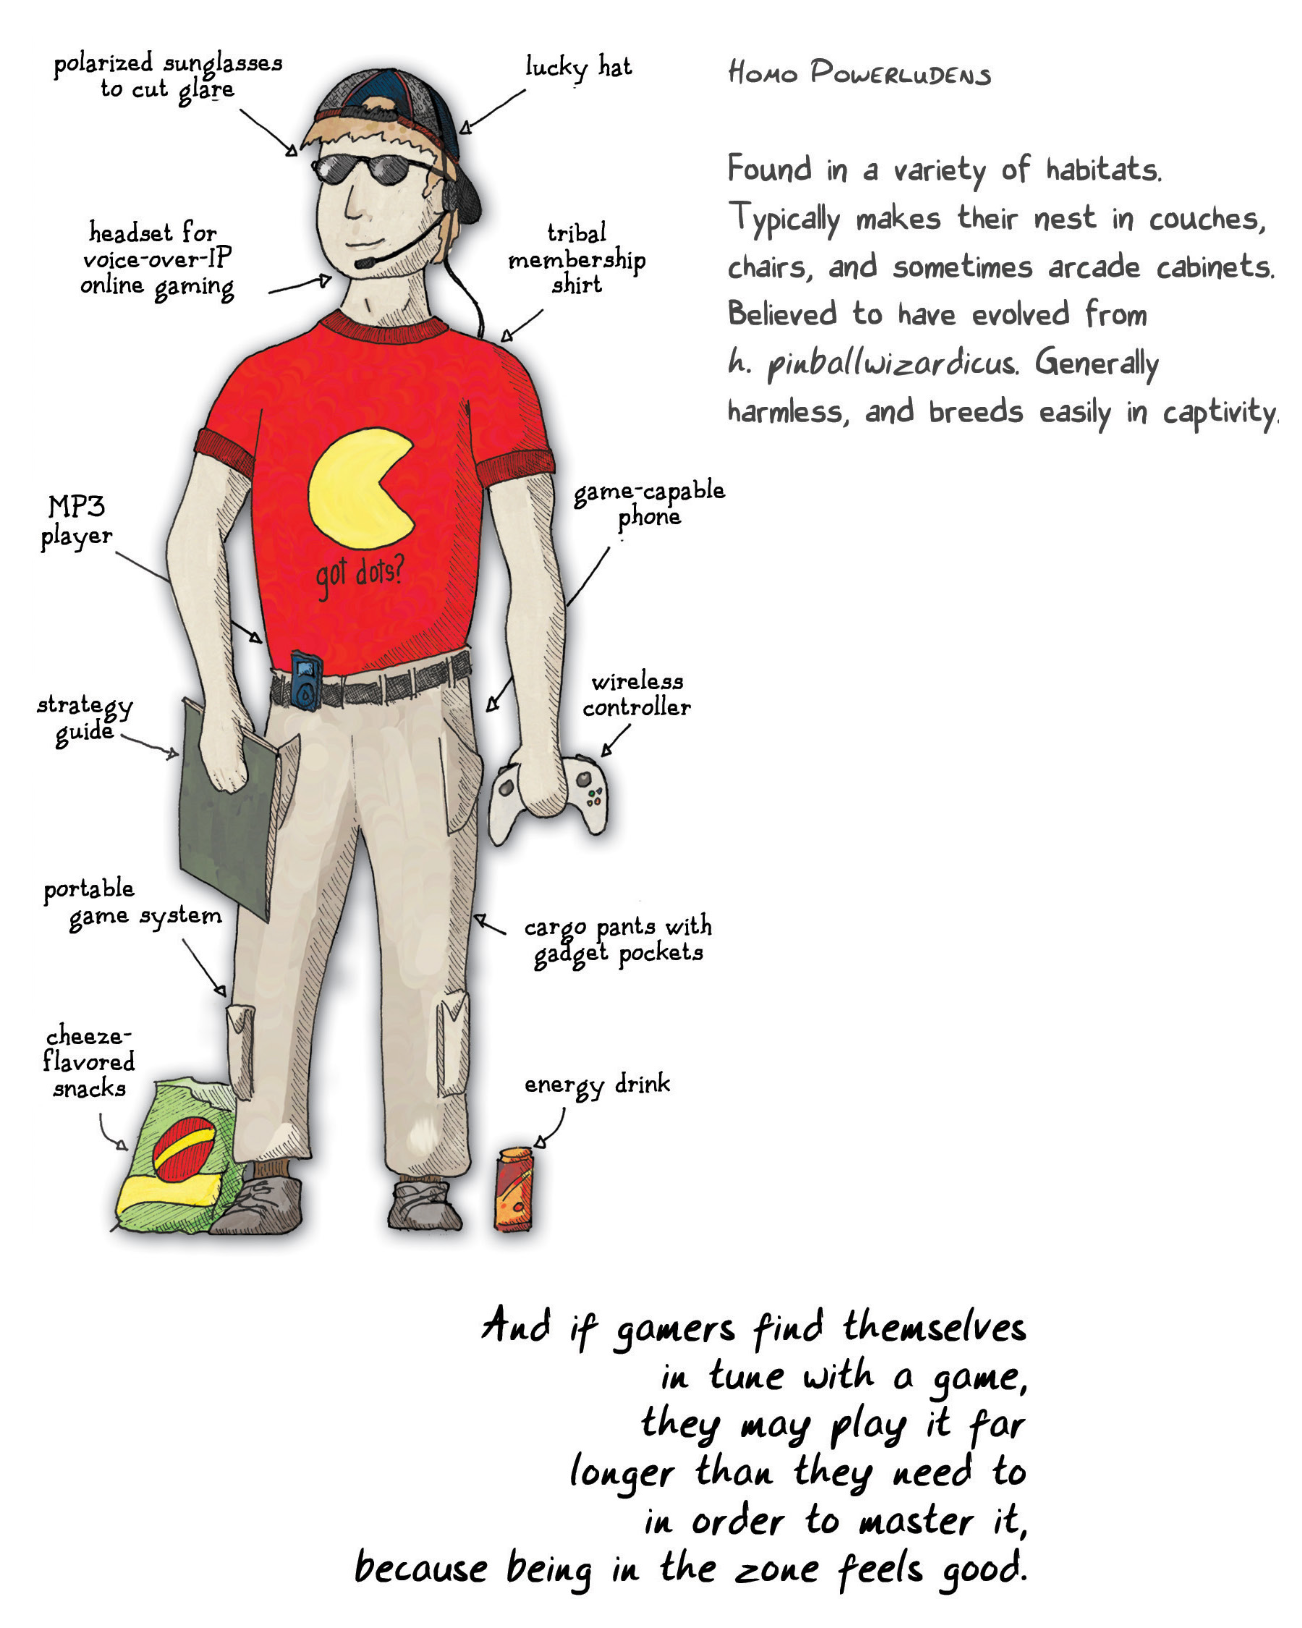 polarized sunglasses
to cut glare
lucky hat
headset for
voice-over-IP
online gaming
tribal
membership
shirt
MP3
player
got dots?
game-capable
phone
strategy
guide
wireless
controller
portable
game system
cargo pants with
gadget pockets
cheeze-
flavored
snacks
energy drink
Homo Powerludens
Found in a variety of habitats.
Typically makes their nest in couches,
chairs, and sometimes arcade cabinets.
Believed to have evolved from
h. pinballwizardicus. Generally
harmless, and breeds easily in captivity.
And if gamers find themselves
in tune with a game,
they may play it far
longer than they need to
in order to master it,
because being in the zone feels good.